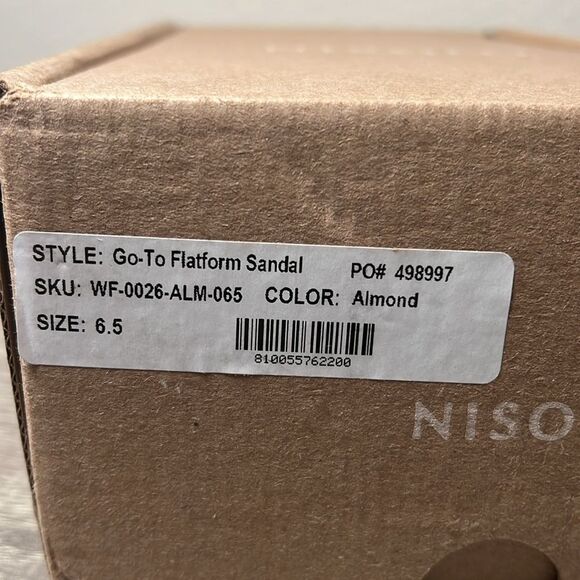 STYLE: Go-To Flatform Sandal PO# 498997
SKU: WF-0026-ALM-065 COLOR: Almond
SIZE: 6.5
810055762200
NISO